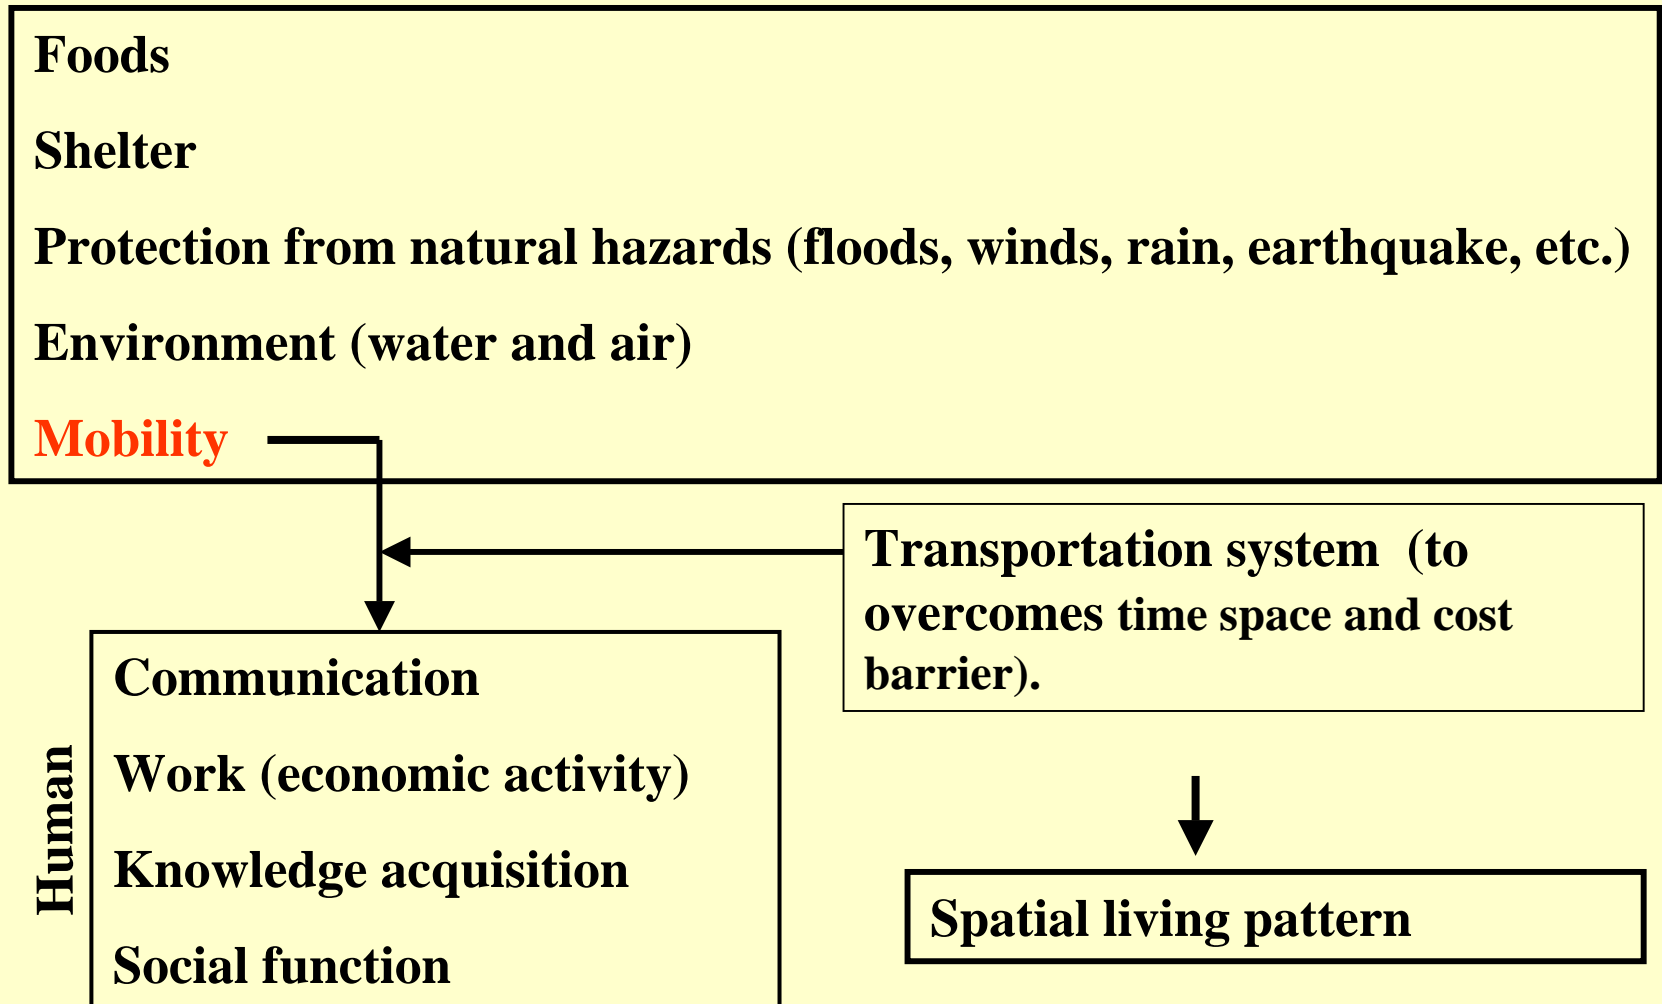 Foods
Shelter
Protection from natural hazards (floods, winds, rain, earthquake, etc.)
Environment (water and air)
Mobility
Transportation system (to
overcomes time space and cost
barrier).
Human
Communication
Work (economic activity)
Knowledge acquisition
Social function
Spatial living pattern